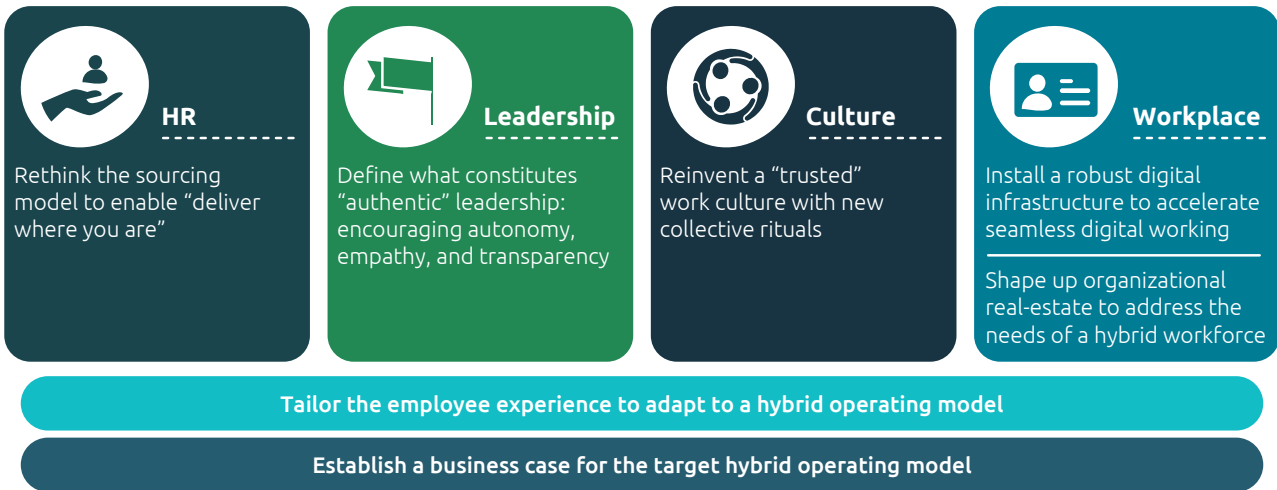 HR
Rethink the sourcing
model to enable “deliver
where you are”
Leadership
Define what constitutes
“authentic” leadership:
encouraging autonomy,
empathy, and transparency
Culture
Reinvent a “trusted”
work culture with new
collective rituals
Workplace
Install a robust digital
infrastructure to accelerate
seamless digital working
Shape up organizational
real-estate to address the
needs of a hybrid workforce
Tailor the employee experience to adapt to a hybrid operating model
Establish a business case for the target hybrid operating model